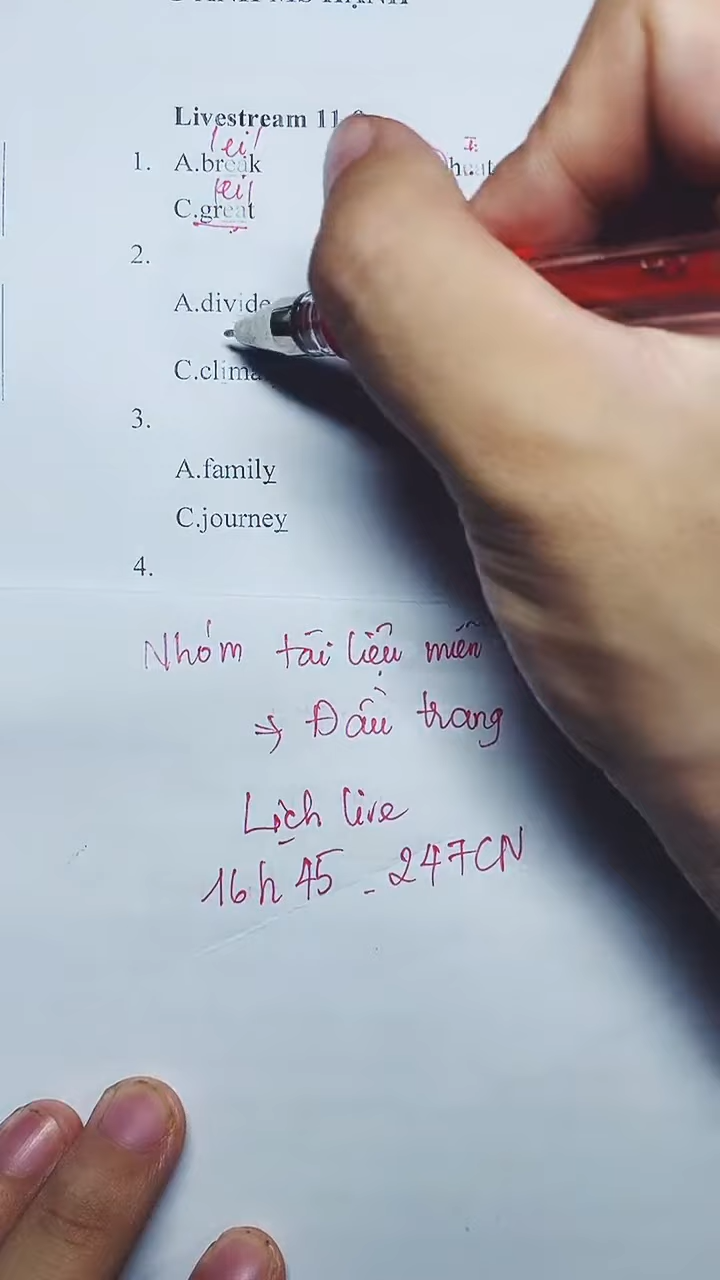 Livestream 11
/ei/ i:
1. A.break heat
/ei/
C.great
2.
A.divide
C.clima
3.
A.family
C.journey
4.
Nhóm tài liệu miễn
→ Đầu trang
Lịch live
16h45 - 247CN